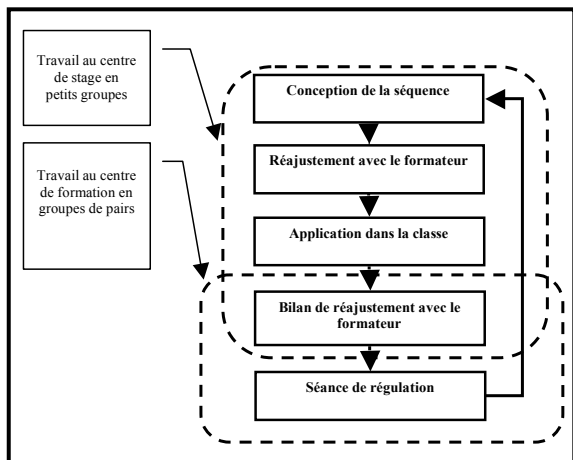 Travail au centre
de stage en
petits groupes
Travail au centre
de formation en
groupes de pairs
Conception de la séquence
Réajustement avec le formateur
Application dans la classe
Bilan de réajustement avec le
formateur
Séance de régulation